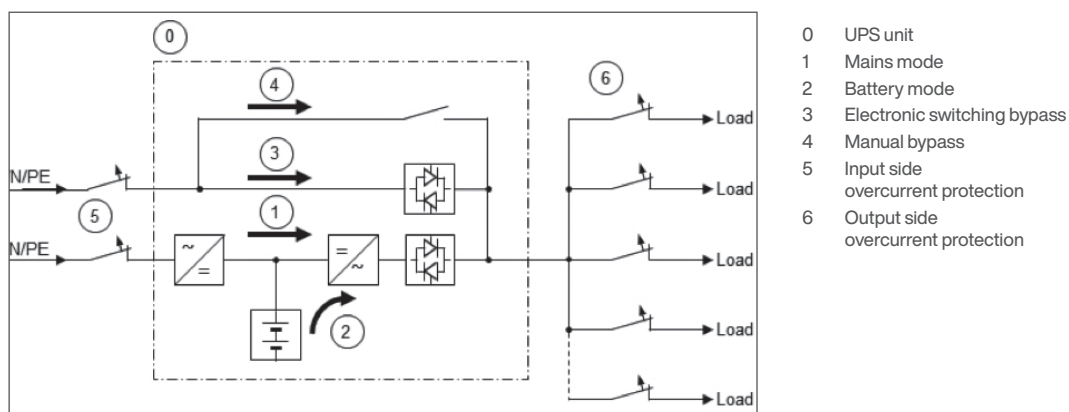 0
4
6
Load
3
N/PE
Load
5
1
N/PE
~
=
=
~
Load
2
Load
Load
0 UPS unit
1 Mains mode
2 Battery mode
3 Electronic switching bypass
4 Manual bypass
5 Input side
overcurrent protection
6 Output side
overcurrent protection